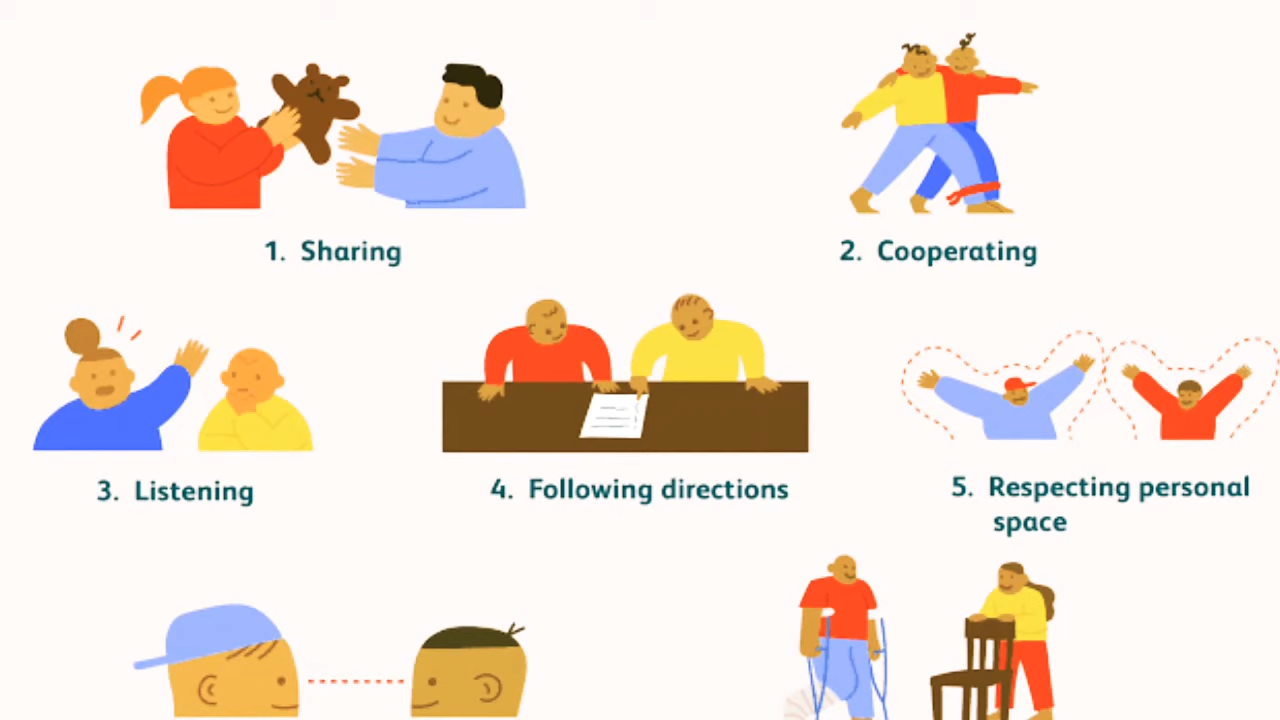 1. Sharing
2. Cooperating
3. Listening
4. Following directions
5. Respecting personal
space